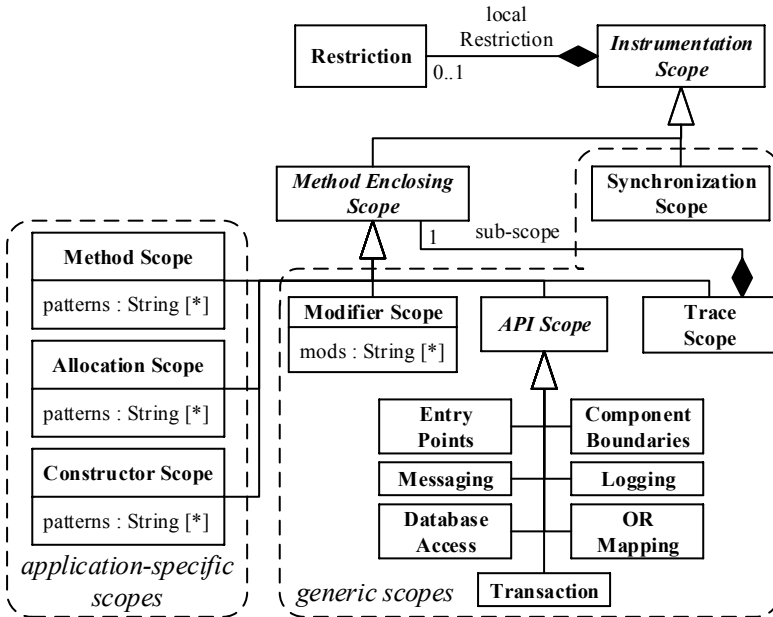 local
Restriction
Restriction
0..1
Instrumentation
Scope
Method Enclosing
Scope
Synchronization
Scope
1
sub-scope
Method Scope
patterns : String [*]
Allocation Scope
patterns : String [*]
Constructor Scope
patterns : String [*]
application-specific
scopes
Modifier Scope
mods : String [*]
API Scope
Trace
Scope
Entry
Points
Component
Boundaries
Messaging
Logging
Database
Access
OR
Mapping
Transaction
generic scopes